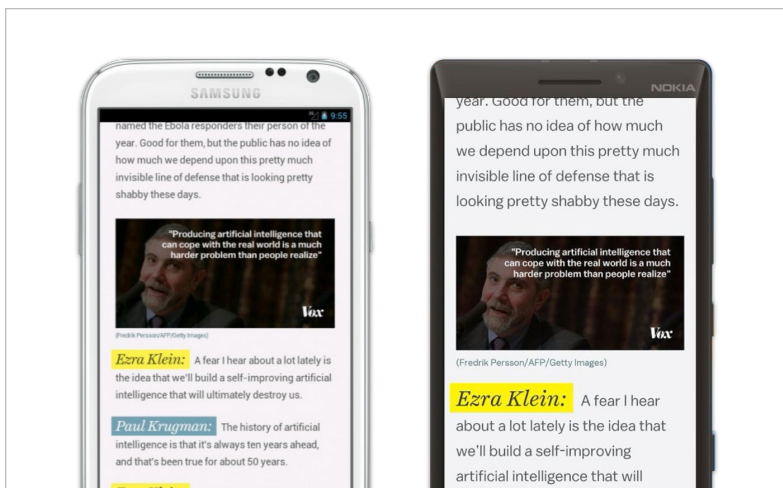 SAMSUNG
9:55
named the Ebola responders their person of the
year. Good for them, but the public has no idea of
how much we depend upon this pretty much
invisible line of defense that is looking pretty
shabby these days.
"Producing artificial intelligence that
can cope with the real world is a much
harder problem than people realize"
Vox
(Fredrik Persson/AFP/Getty Images)
Ezra Klein: A fear I hear about a lot lately is
the idea that we'll build a self-improving artificial
intelligence that will ultimately destroy us.
Paul Krugman: The history of artificial
intelligence is that it's always ten years ahead,
and that's been true for about 50 years.
NOKIA
year. Good for them, but the
public has no idea of how much
we depend upon this pretty much
invisible line of defense that is
looking pretty shabby these days.
"Producing artificial intelligence that
can cope with the real world is a much
harder problem than people realize"
Vox
(Fredrik Persson/AFP/Getty Images)
Ezra Klein: A fear I hear
about a lot lately is the idea that
we'll build a self-improving
artificial intelligence that will